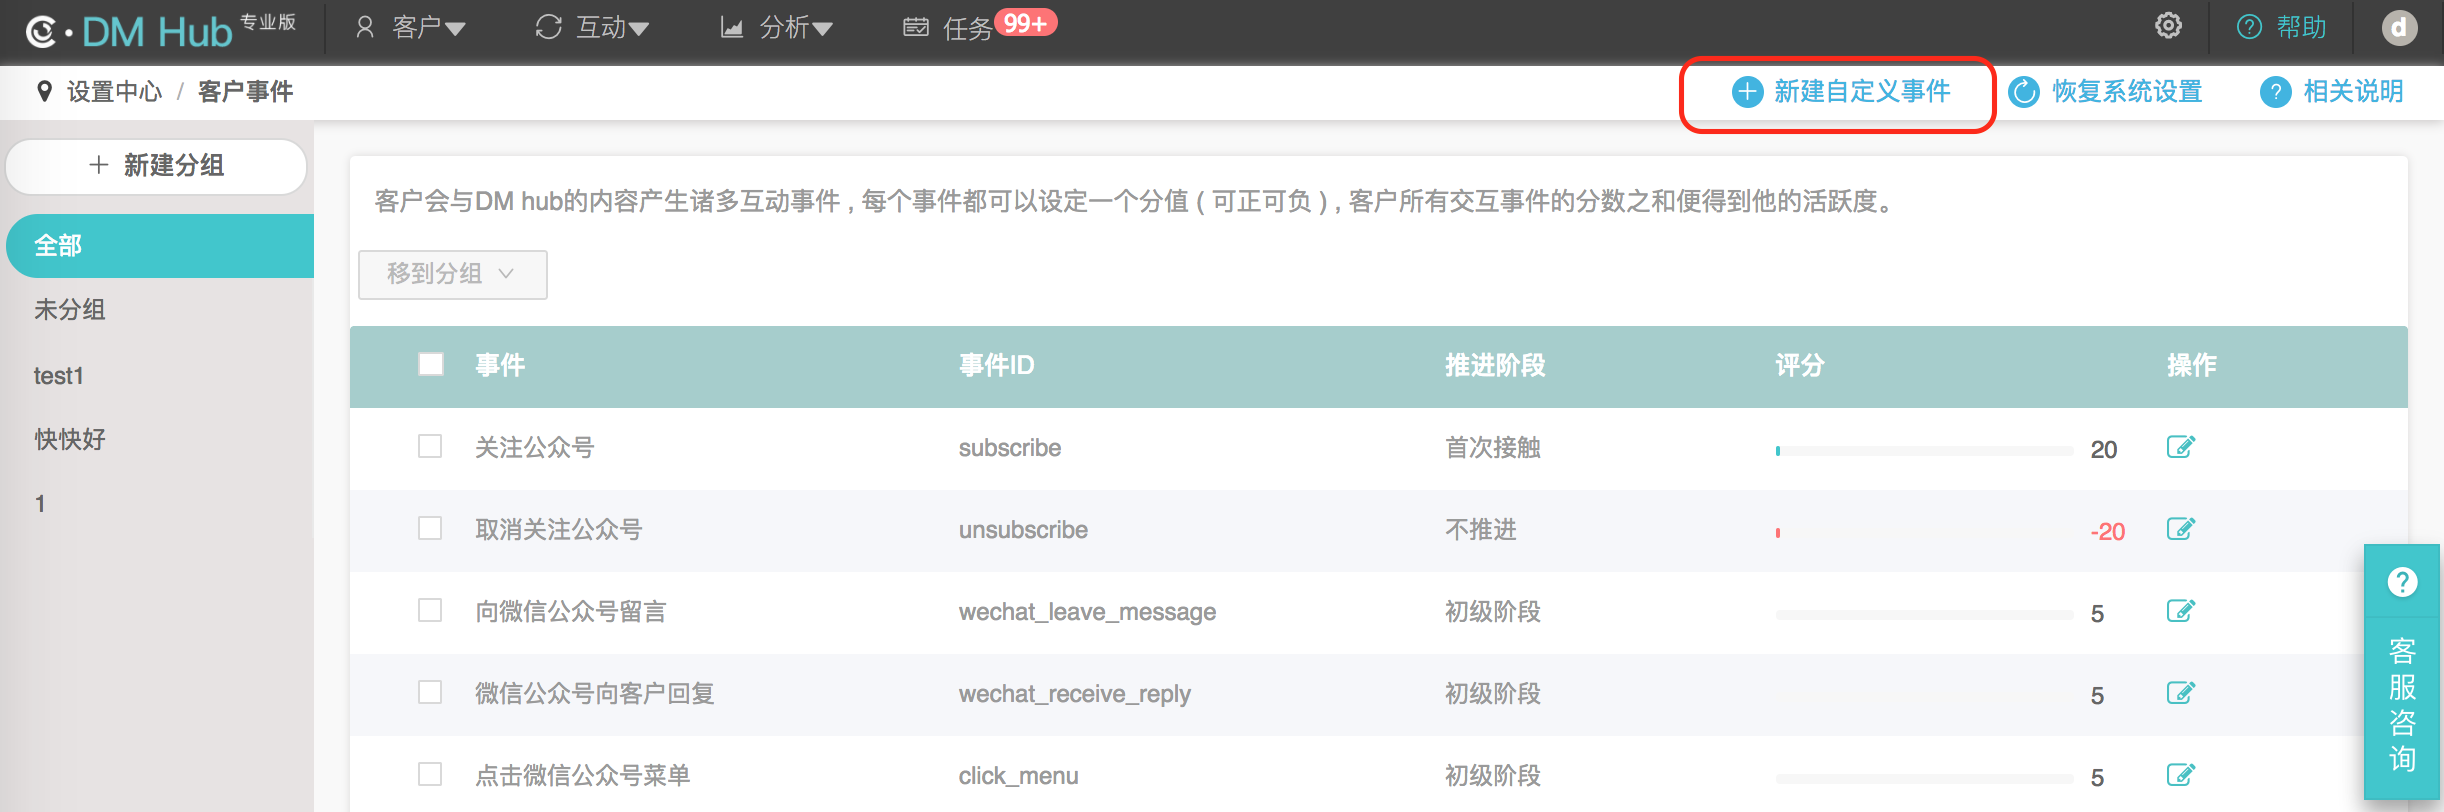 DM Hub 专业版 客户 互动 分析 任务 99+ 帮助 d
设置中心 / 客户事件 新建自定义事件 恢复系统设置 相关说明
新建分组
全部
未分组
test1
快快好
1
客户会与DM hub的内容产生诸多互动事件，每个事件都可以设定一个分值（可正可负），客户所有交互事件的分数之和便得到他的活跃度。
移到分组
事件 事件ID 推进阶段 评分 操作
关注公众号 subscribe 首次接触 20
取消关注公众号 unsubscribe 不推进 -20
向微信公众号留言 wechat_leave_message 初级阶段 5
微信公众号向客户回复 wechat_receive_reply 初级阶段 5
点击微信公众号菜单 click_menu 初级阶段 5
客服咨询